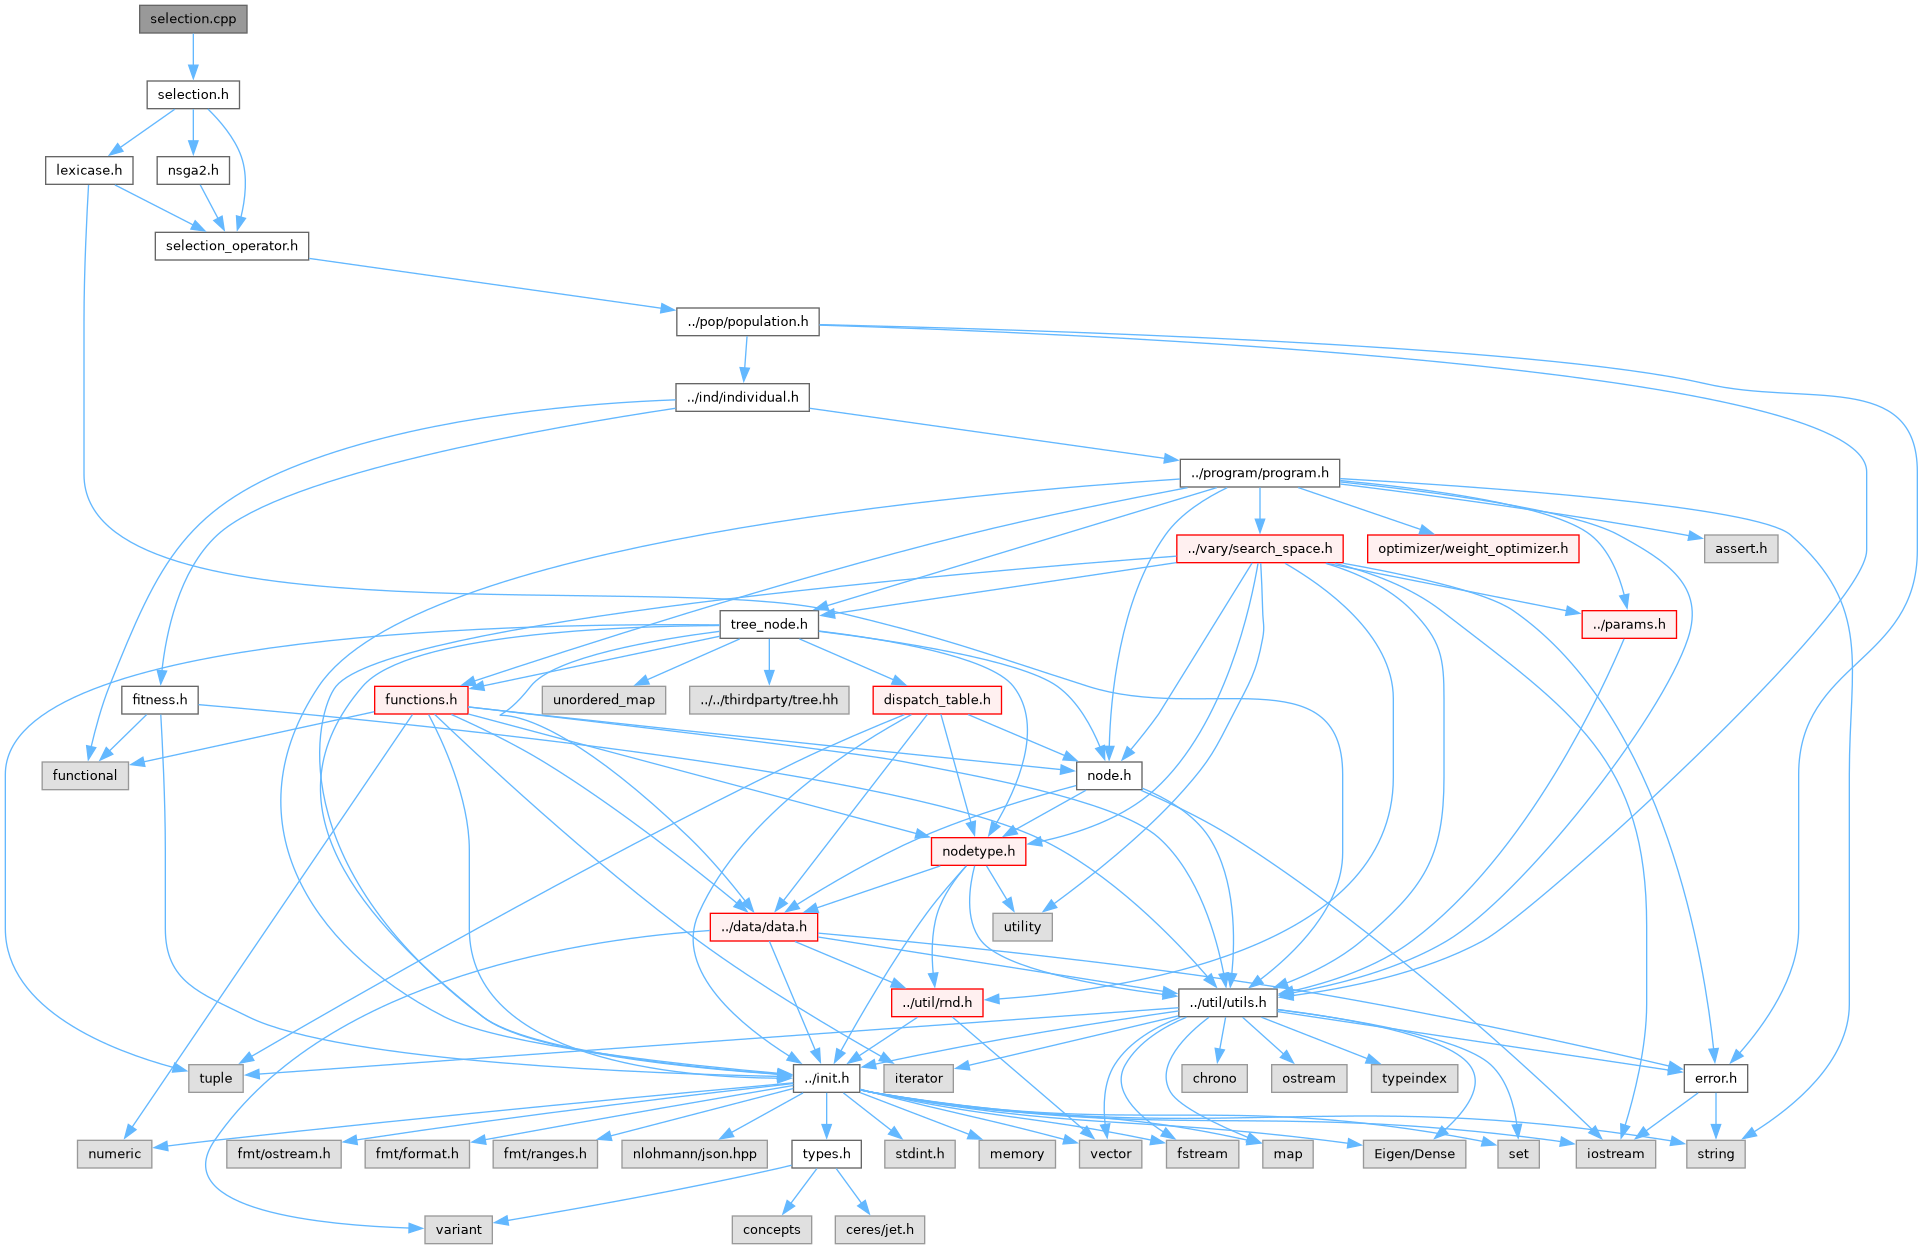 selection.cpp
selection.h
lexicase.h
nsga2.h
selection_operator.h
../pop/population.h
../ind/individual.h
../program/program.h
../vary/search_space.h
optimizer/weight_optimizer.h
assert.h
tree_node.h
../params.h
fitness.h
functions.h
unordered_map
../../thirdparty/tree.hh
dispatch_table.h
functional
node.h
nodetype.h
../data/data.h
utility
../util/rnd.h
../util/utils.h
tuple
../init.h
iterator
chrono
ostream
typeindex
error.h
numeric
fmt/ostream.h
fmt/format.h
fmt/ranges.h
nlohmann/json.hpp
types.h
stdint.h
memory
vector
fstream
map
Eigen/Dense
set
iostream
string
variant
concepts
ceres/jet.h